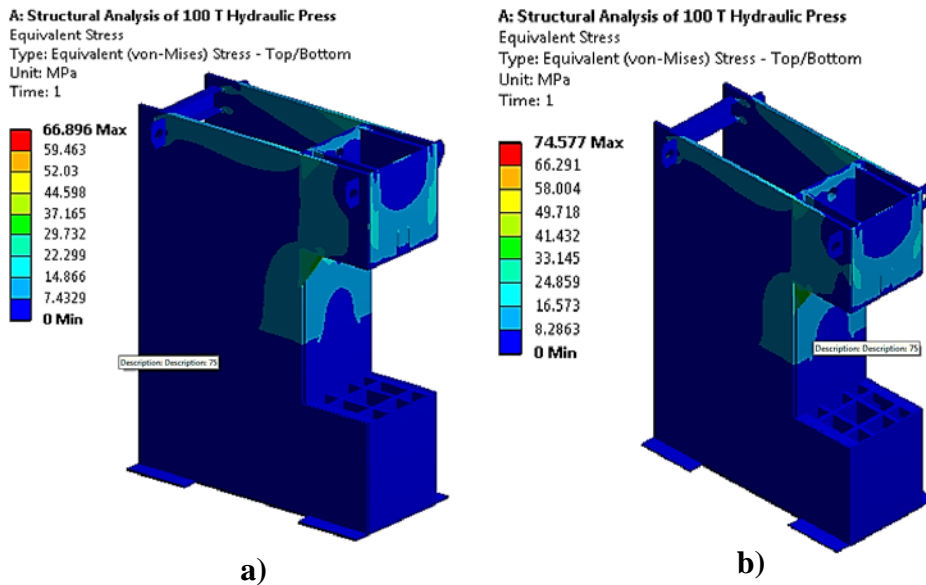 A: Structural Analysis of 100 T Hydraulic Press
Equivalent Stress
Type: Equivalent (von-Mises) Stress - Top/Bottom
Unit: MPa
Time: 1
66.896 Max
59.463
52.03
44.598
37.165
29.732
22.299
14.866
7.4329
0 Min
Description: Description: 75
a)
A: Structural Analysis of 100 T Hydraulic Press
Equivalent Stress
Type: Equivalent (von-Mises) Stress - Top/Bottom
Unit: MPa
Time: 1
74.577 Max
66.291
58.004
49.718
41.432
33.145
24.859
16.573
8.2863
0 Min
Description: Description: 75
b)